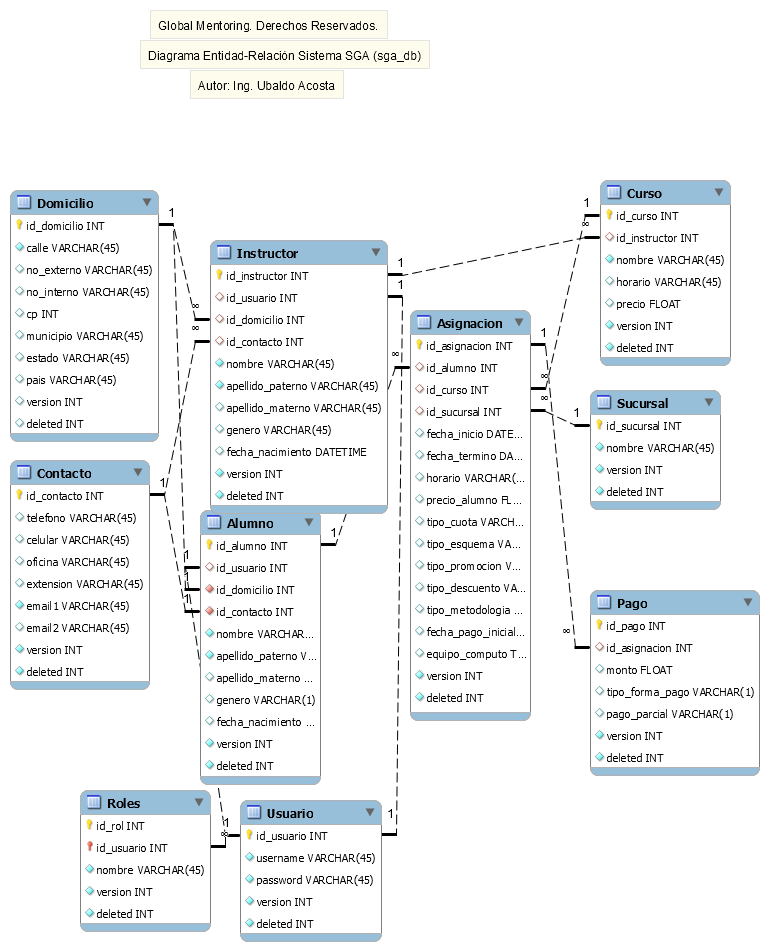 Global Mentoring. Derechos Reservados.
Diagrama Entidad-Relación Sistema SGA (sga_db)
Autor: Ing. Ubaldo Acosta
Domicilio
id_domicilio INT
calle VARCHAR(45)
no_externo VARCHAR(45)
no_interno VARCHAR(45)
cp INT
municipio VARCHAR(45)
estado VARCHAR(45)
pais VARCHAR(45)
version INT
deleted INT
1
Contacto
id_contacto INT
telefono VARCHAR(45)
celular VARCHAR(45)
oficina VARCHAR(45)
extension VARCHAR(45)
email1 VARCHAR(45)
email2 VARCHAR(45)
version INT
deleted INT
1
Instructor
id_instructor INT
id_usuario INT
id_domicilio INT
id_contacto INT
nombre VARCHAR(45)
apellido_paterno VARCHAR(45)
apellido_materno VARCHAR(45)
genero VARCHAR(45)
fecha_nacimiento DATETIME
version INT
deleted INT
∞
∞
1
1
Alumno
id_alumno INT
id_usuario INT
id_domicilio INT
id_contacto INT
nombre VARCHAR...
apellido_paterno V...
apellido_materno ...
genero VARCHAR(1)
fecha_nacimiento ...
version INT
deleted INT
1
1
1
1
Asignacion
id_asignacion INT
id_alumno INT
id_curso INT
id_sucursal INT
fecha_inicio DATE...
fecha_termino DA...
horario VARCHAR(...
precio_alumno FL...
tipo_cuota VARCH...
tipo_esquema VA...
tipo_promocion V...
tipo_descuento VA...
tipo_metodologia ...
fecha_pago_inicial...
equipo_computo T...
version INT
deleted INT
∞
1
∞
∞
Curso
id_curso INT
id_instructor INT
nombre VARCHAR(45)
horario VARCHAR(45)
precio FLOAT
version INT
deleted INT
1
∞
Sucursal
id_sucursal INT
nombre VARCHAR(45)
version INT
deleted INT
1
Pago
id_pago INT
id_asignacion INT
monto FLOAT
tipo_forma_pago VARCHAR(1)
pago_parcial VARCHAR(1)
version INT
deleted INT
∞
Roles
id_rol INT
id_usuario INT
nombre VARCHAR(45)
version INT
deleted INT
∞
1
Usuario
id_usuario INT
username VARCHAR(45)
password VARCHAR(45)
version INT
deleted INT
1